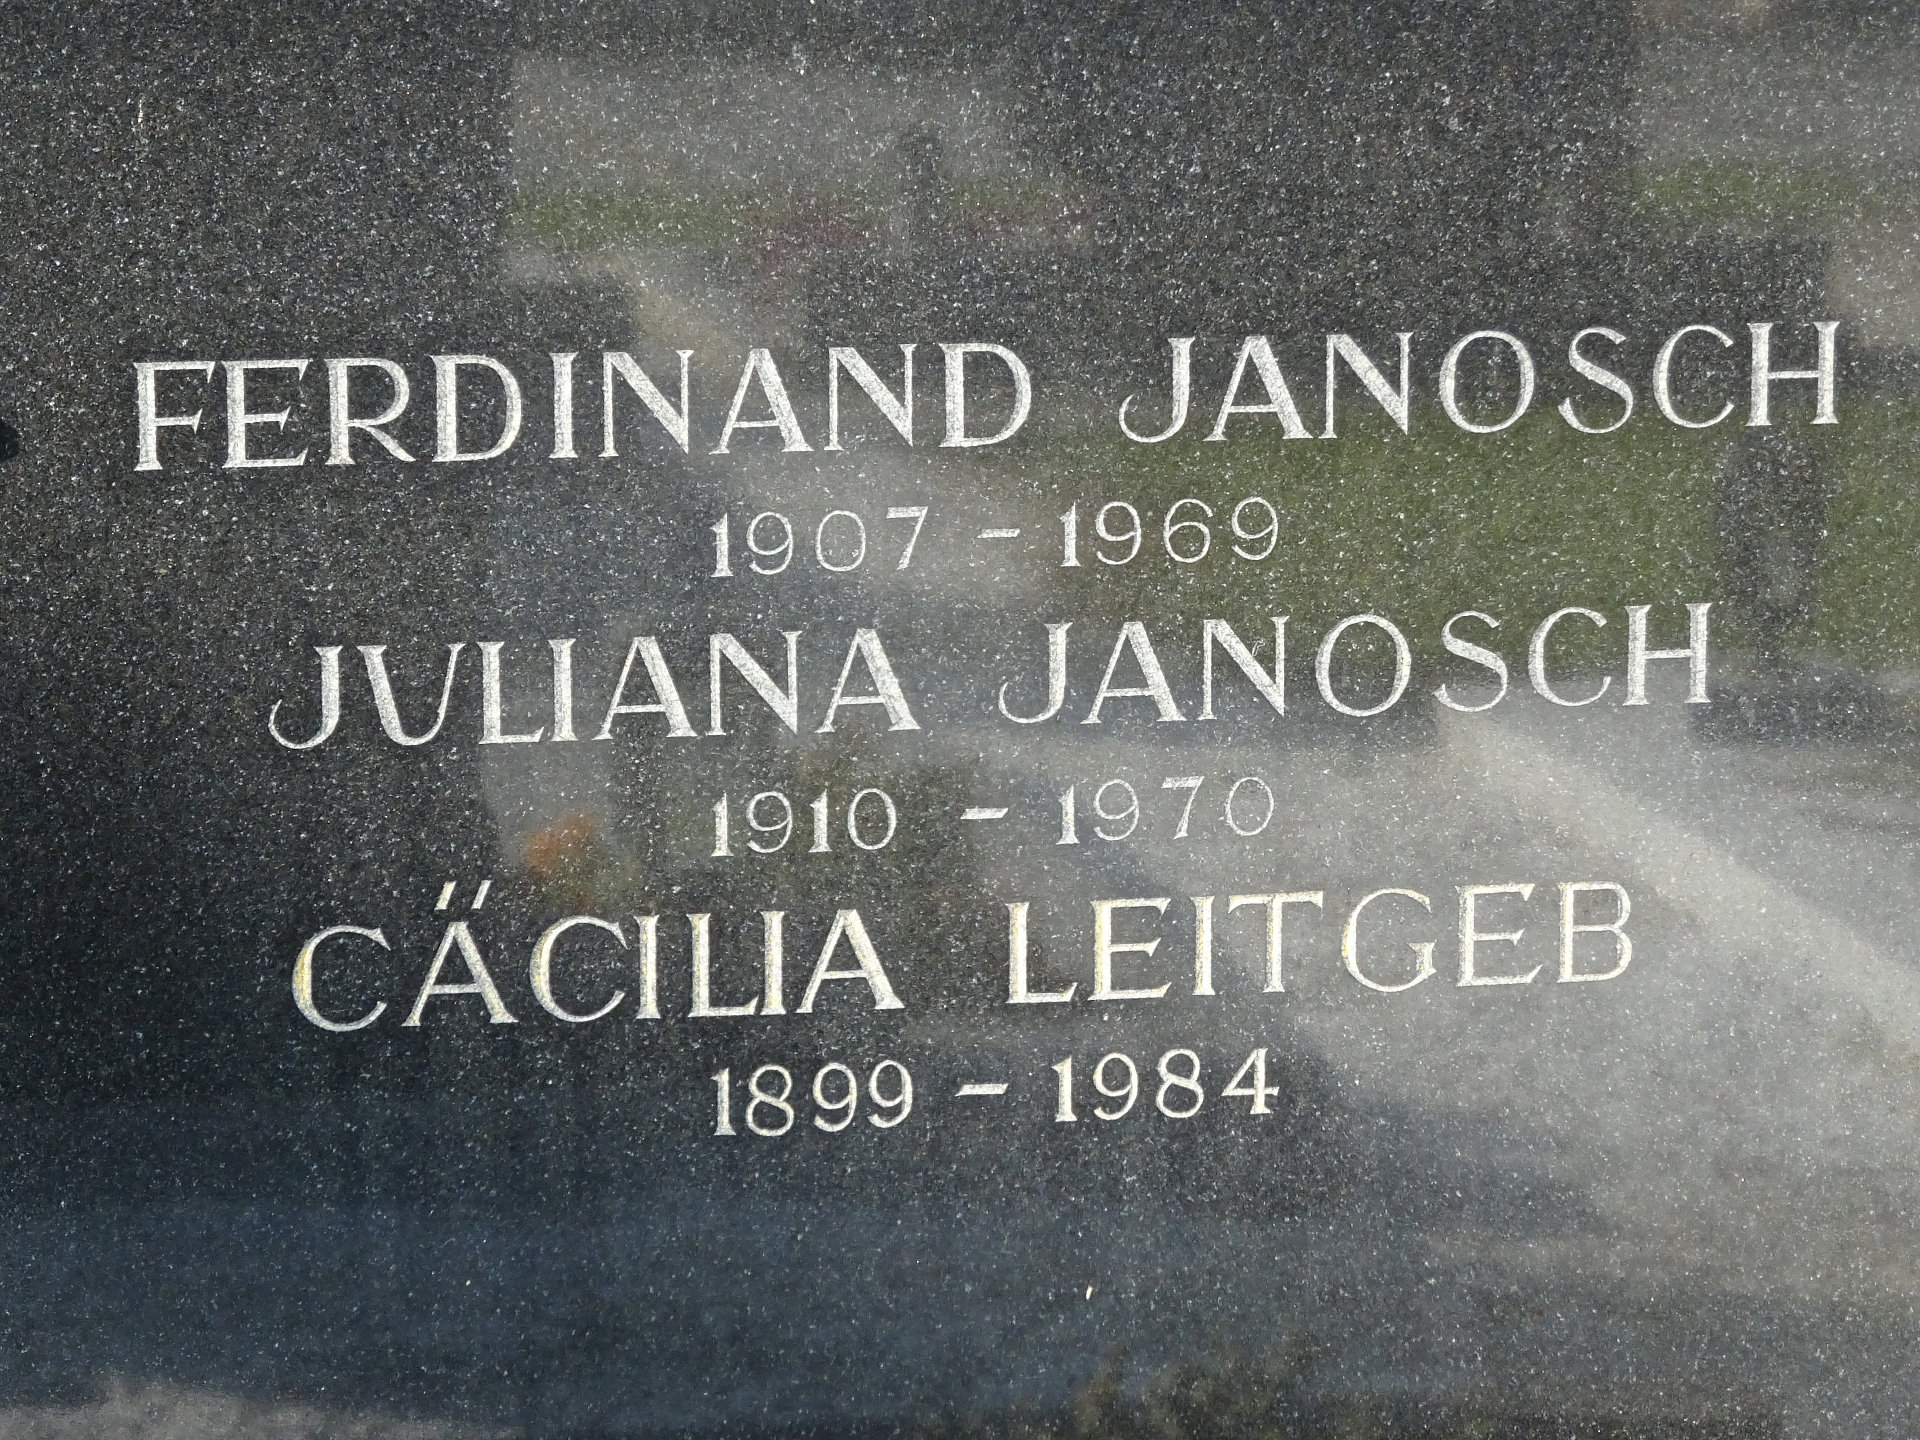 FERDINAND JANOSCH
1907 - 1969
JULIANA JANOSCH
1910 - 1970
CÄCILIA LEITGEB
1899 - 1984